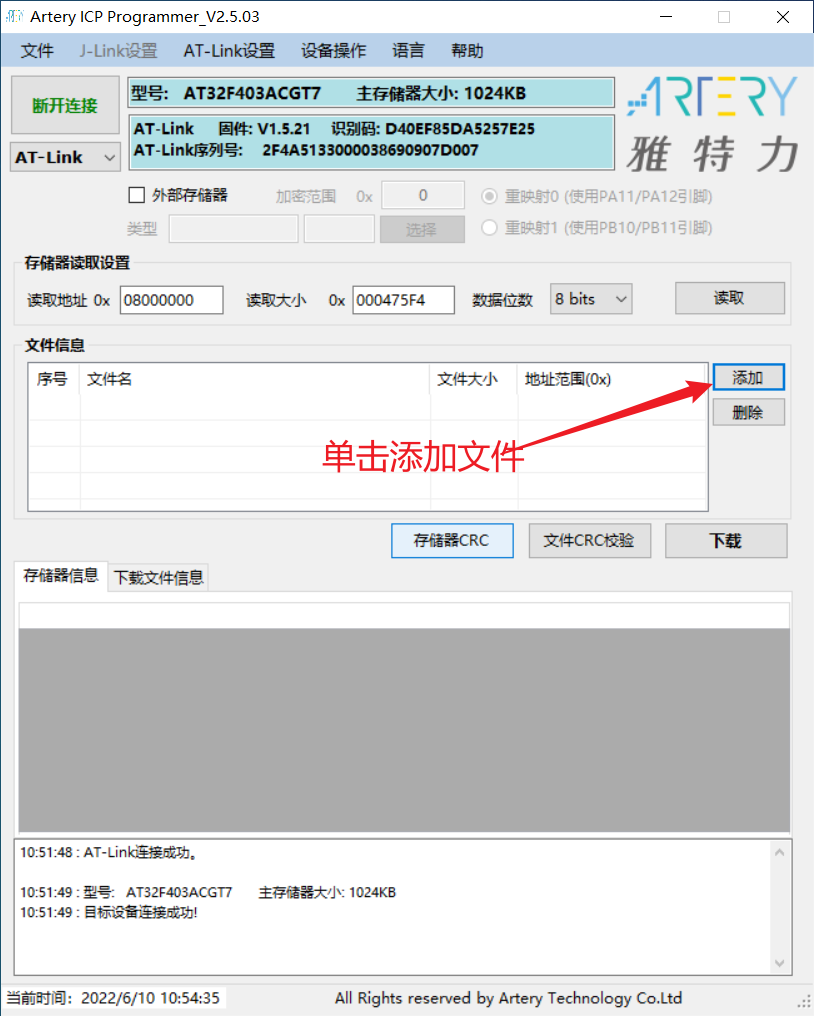 Artery ICP Programmer_V2.5.03
文件 J-Link设置 AT-Link设置 设备操作 语言 帮助
断开连接
型号: AT32F403ACGT7 主存储器大小: 1024KB
AT-Link 固件: V1.5.21 识别码: D40EF85DA5257E25
AT-Link序列号: 2F4A5133000038690907D007
AT-Link
ARTERY
雅特力
外部存储器 加密范围 0x 0 重映射0 (使用PA11/PA12引脚)
类型 选择 重映射1 (使用PB10/PB11引脚)
存储器读取设置
读取地址 0x 08000000 读取大小 0x 000475F4 数据位数 8 bits 读取
文件信息
序号 文件名 文件大小 地址范围(0x) 添加
删除
单击添加文件
存储器CRC 文件CRC校验 下载
存储器信息 下载文件信息
10:51:48 : AT-Link连接成功。
10:51:49 : 型号: AT32F403ACGT7 主存储器大小: 1024KB
10:51:49 : 目标设备连接成功!
当前时间: 2022/6/10 10:54:35 All Rights reserved by Artery Technology Co.Ltd